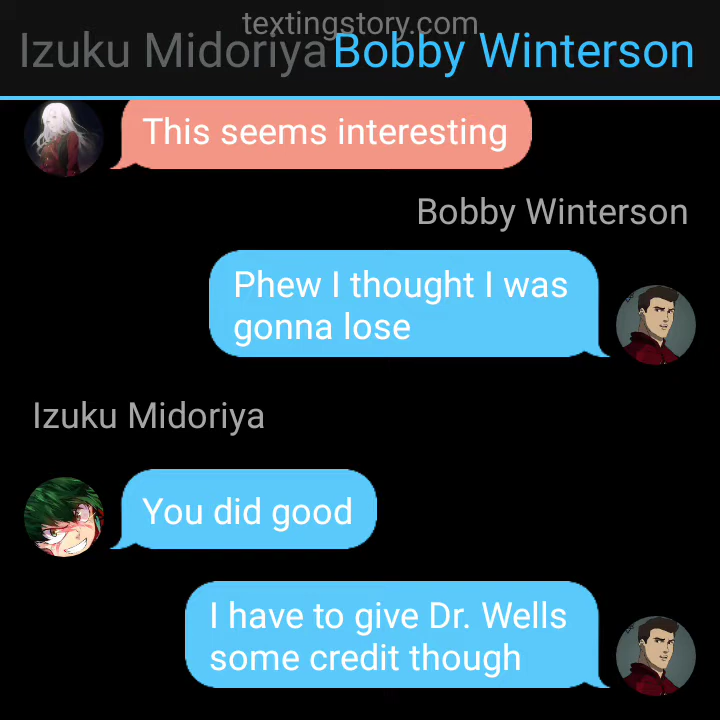 textingstory.com
Izuku Midoriya Bobby Winterson
This seems interesting
Bobby Winterson
Phew I thought I was
gonna lose
Izuku Midoriya
You did good
I have to give Dr. Wells
some credit though